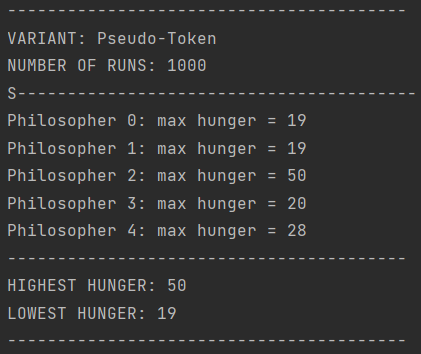 ----------------------------------------
VARIANT: Pseudo-Token
NUMBER OF RUNS: 1000
S----------------------------------------
Philosopher 0: max hunger = 19
Philosopher 1: max hunger = 19
Philosopher 2: max hunger = 50
Philosopher 3: max hunger = 20
Philosopher 4: max hunger = 28
----------------------------------------
HIGHEST HUNGER: 50
LOWEST HUNGER: 19
----------------------------------------